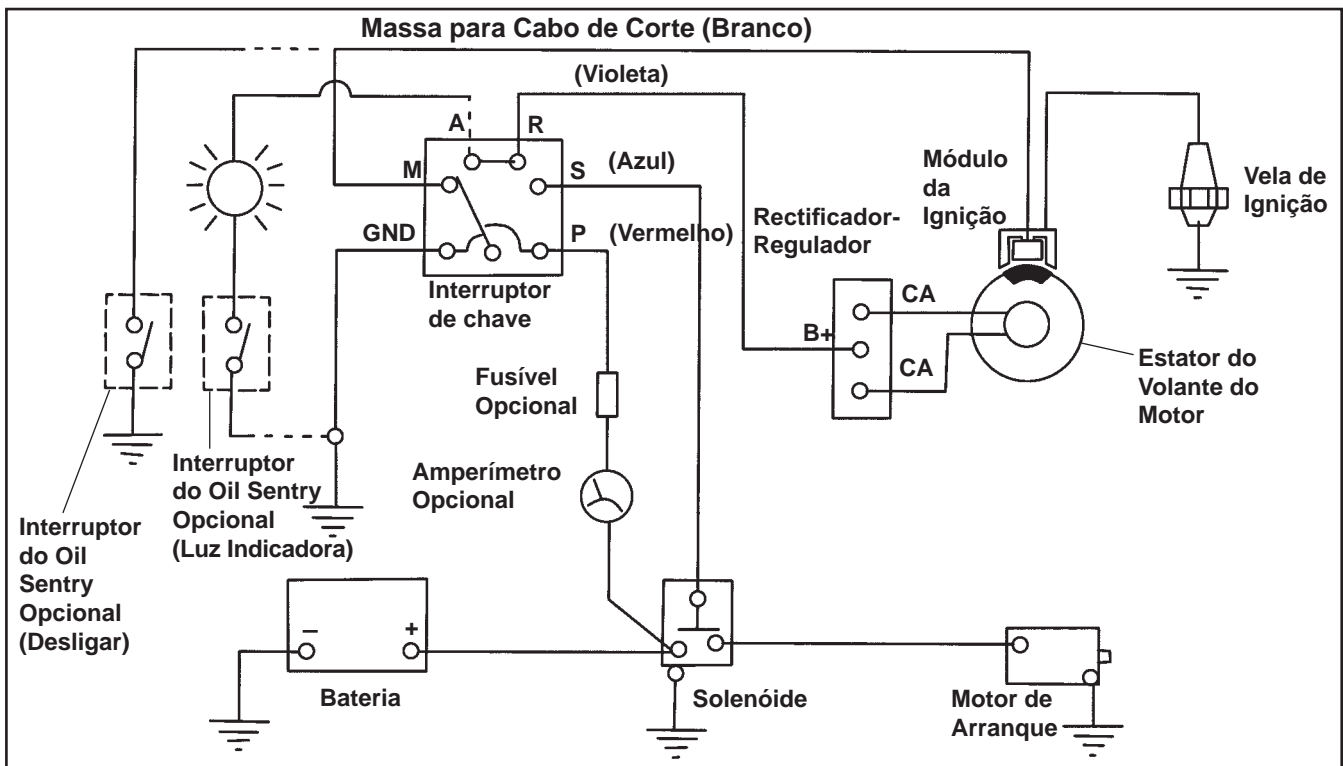 Massa para Cabo de Corte (Branco)
(Violeta)
A
R
M
S
(Azul)
GND
P
(Vermelho)
Interruptor
de chave
Rectificador-
Regulador
Módulo
da
Ignição
Vela de
Ignição
CA
B+
CA
Estator do
Volante do
Motor
Fusível
Opcional
Amperímetro
Opcional
Interruptor
do Oil Sentry
Opcional
(Luz Indicadora)
Interruptor
do Oil
Sentry
Opcional
(Desligar)
–
+
Bateria
Solenóide
Motor de
Arranque